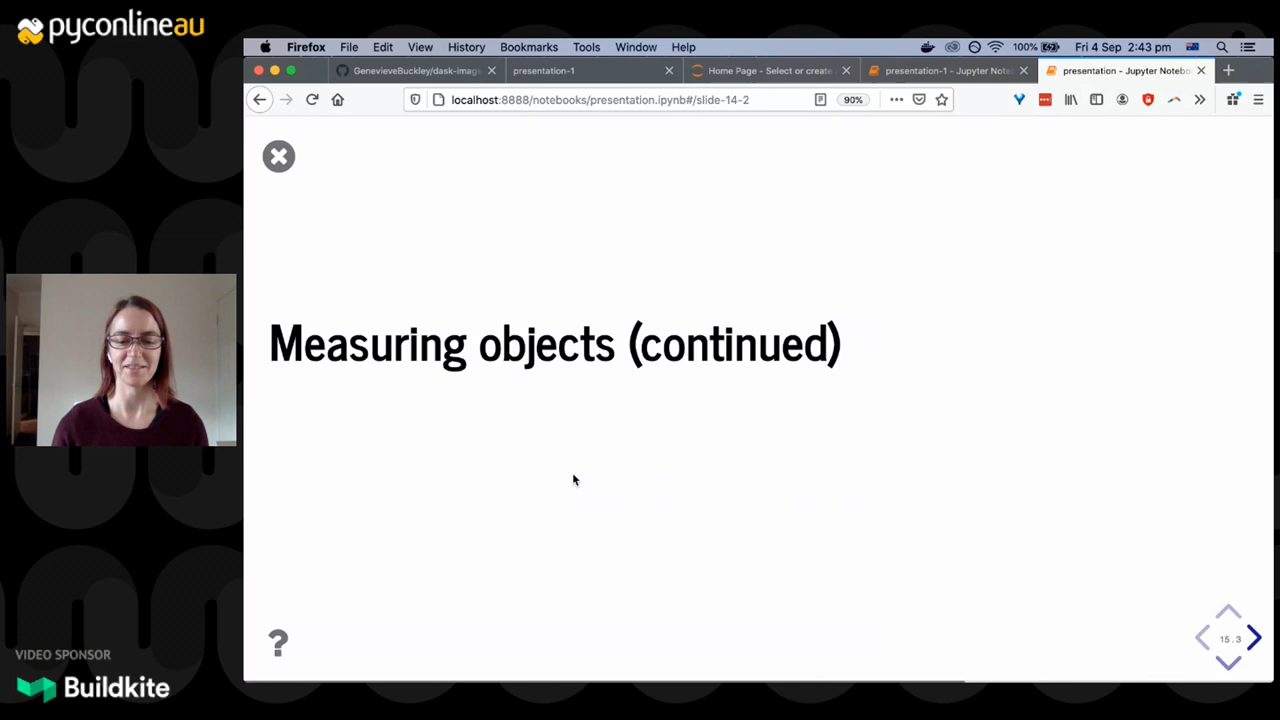 pyconlineau
Firefox File Edit View History Bookmarks Tools Window Help 100% Fri 4 Sep 2:43 pm
GenevieveBuckley/dask-imag
presentation-1
Home Page - Select or create
presentation-1 - Jupyter Note
presentation - Jupyter Notebo
localhost:8888/notebooks/presentation.ipynb#/slide-14-2
90%
Measuring objects (continued)
?
15.3
VIDEO SPONSOR
Buildkite